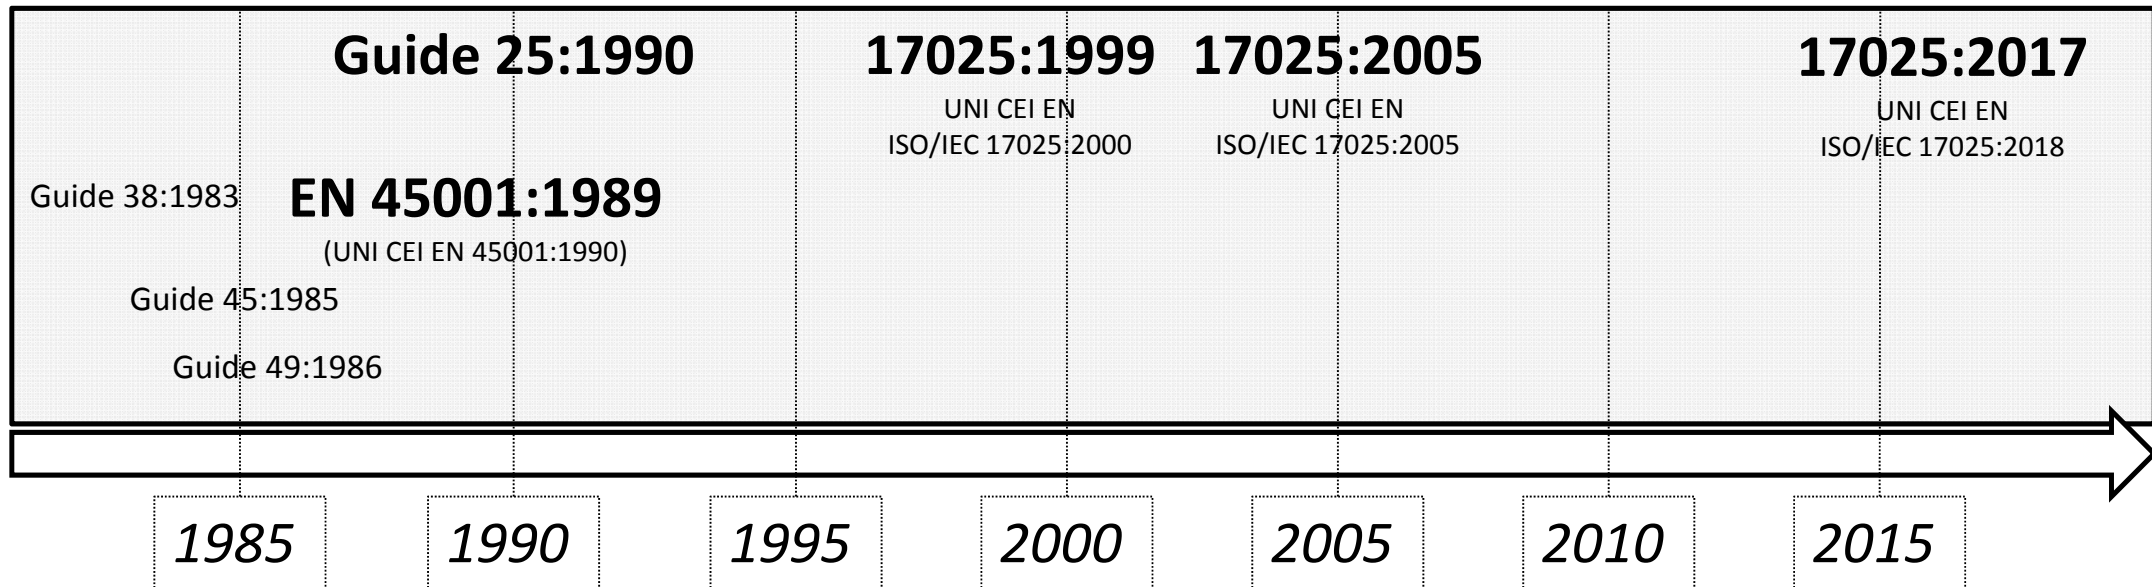 Guide 25:1990
17025:1999
UNI CEI EN
ISO/IEC 17025:2000
17025:2005
UNI CEI EN
ISO/IEC 17025:2005
17025:2017
UNI CEI EN
ISO/IEC 17025:2018
Guide 38:1983
EN 45001:1989
(UNI CEI EN 45001:1990)
Guide 45:1985
Guide 49:1986
1985
1990
1995
2000
2005
2010
2015